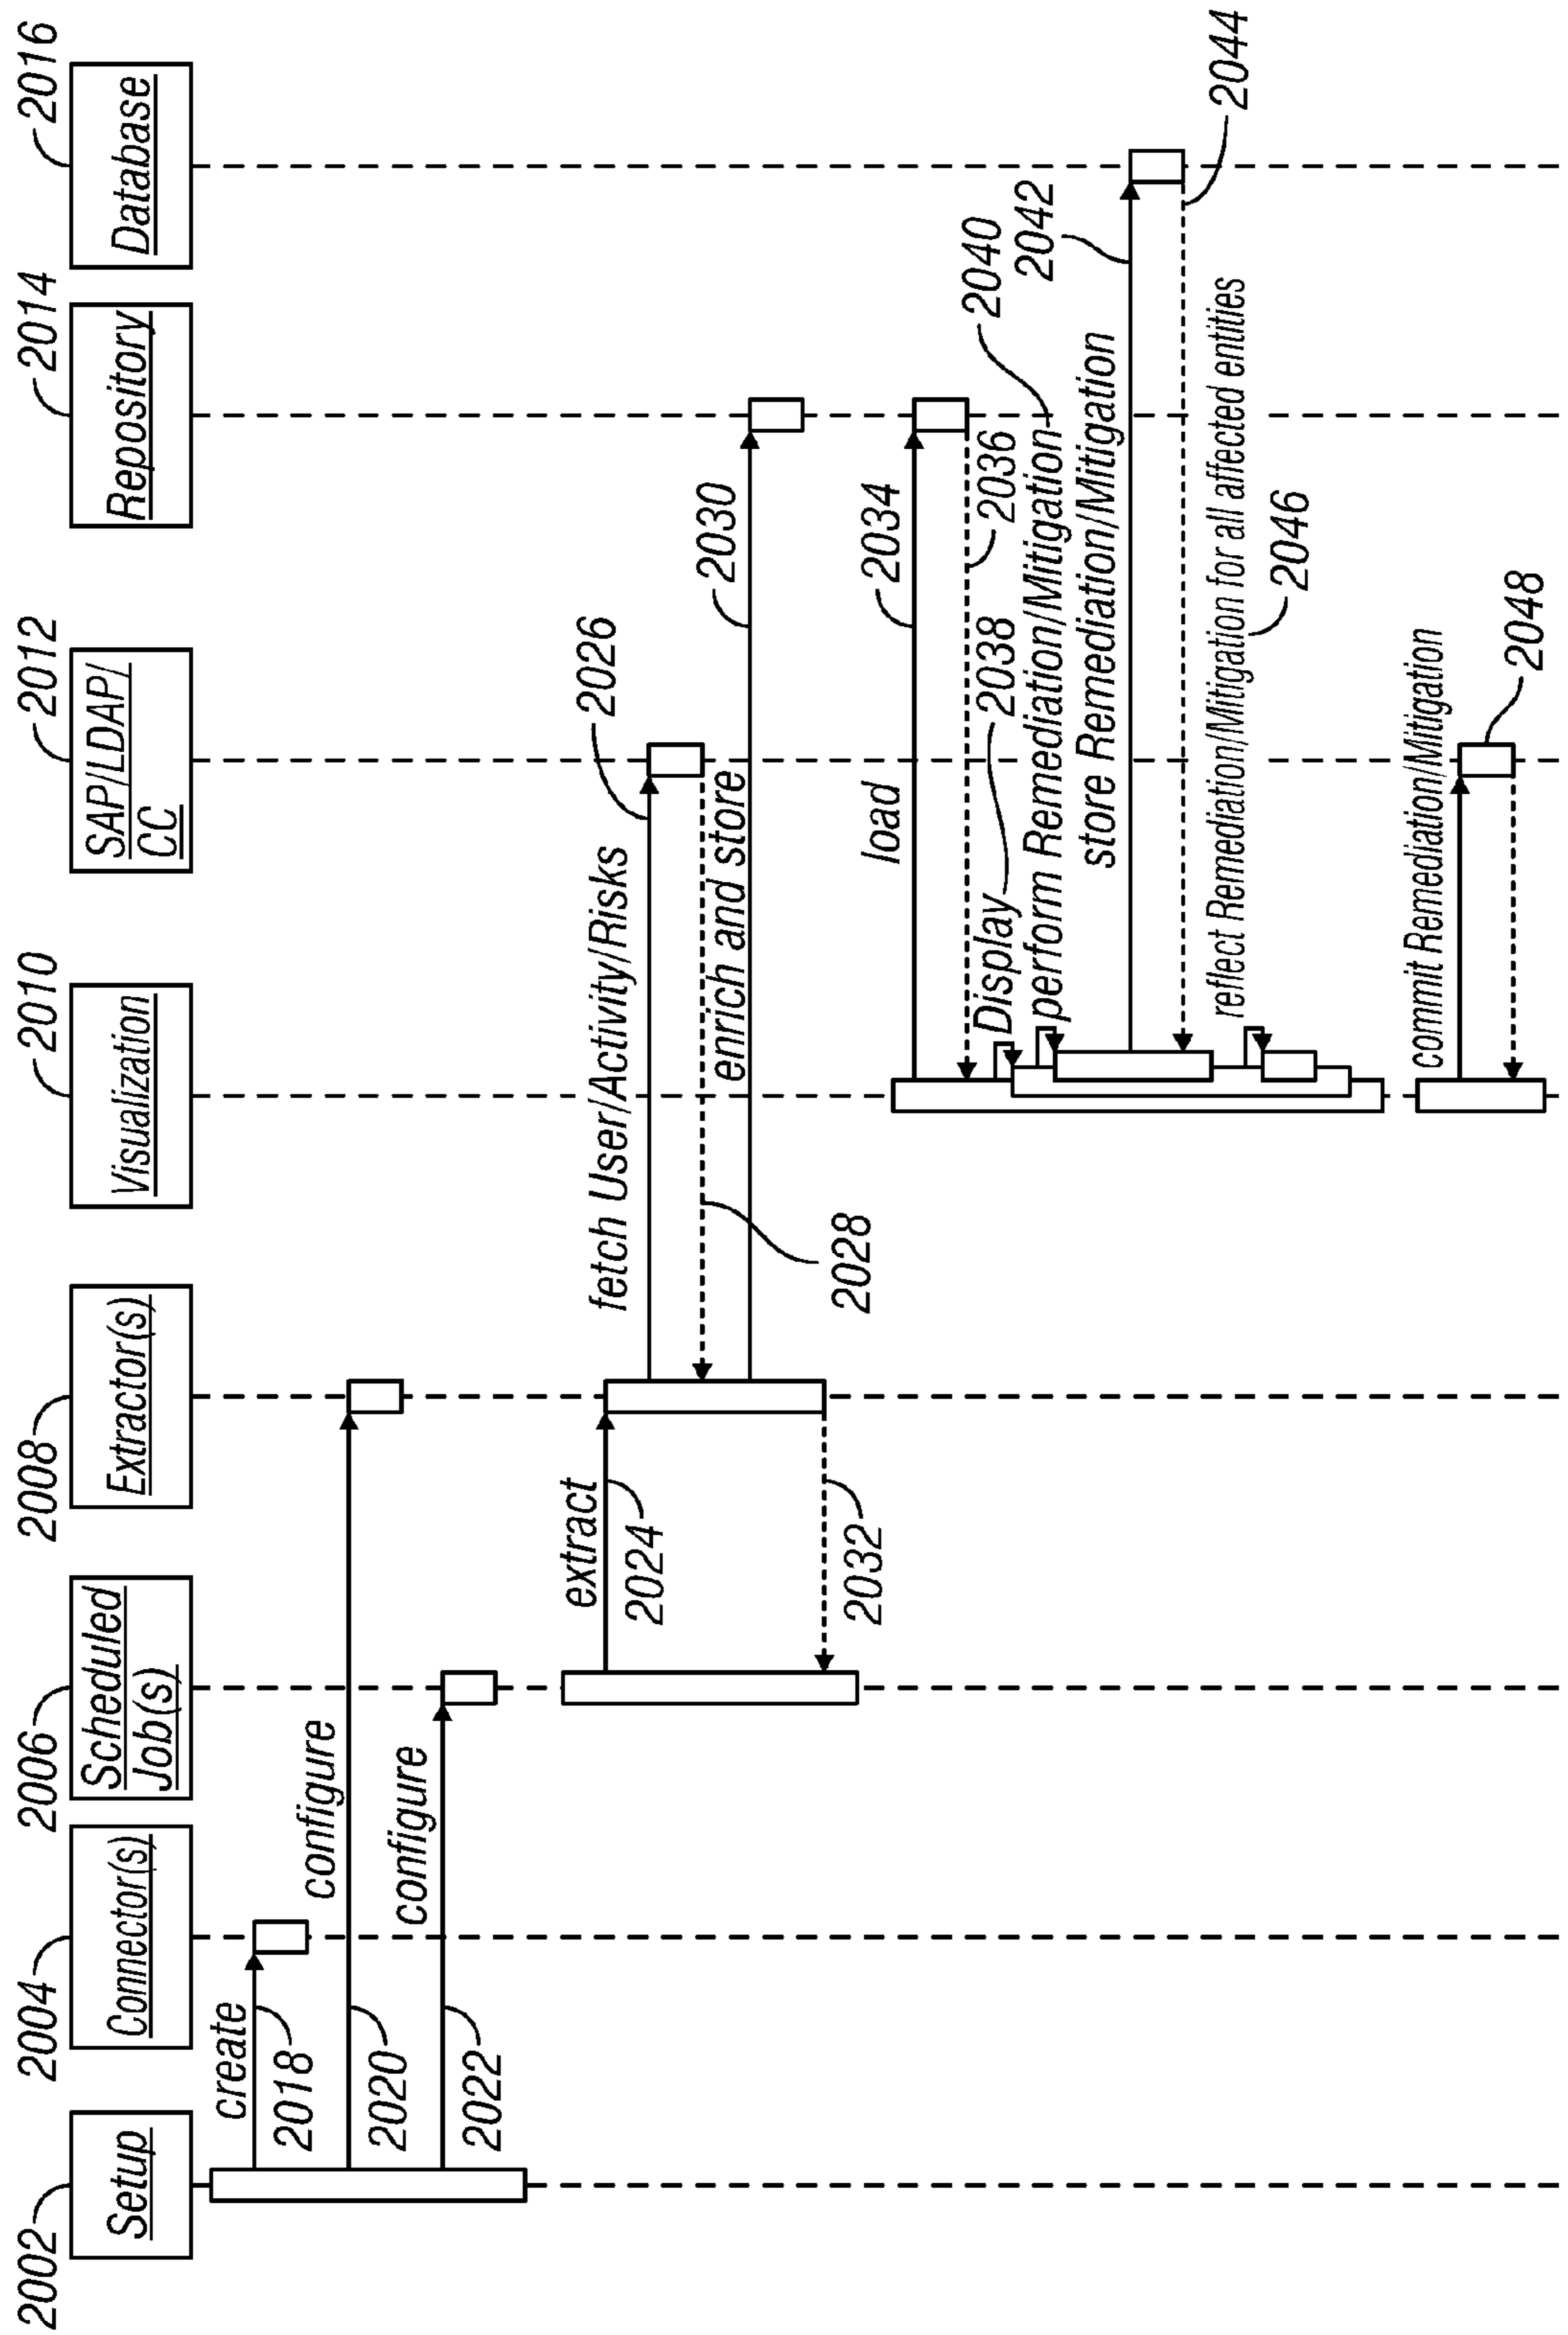 2002
2004
2006
2008
2010
2012
2014
2016
Setup
Connector(s)
Scheduled
Job(s)
Extractor(s)
Visualization
SAP/LDAP/
CC
Repository
Database
create
2018
configure
2020
configure
2022
extract
2024
fetch User/Activity/Risks
2026
2028
enrich and store
2030
2032
load
2034
2036
Display
2038
perform Remediation/Mitigation
2040
store Remediation/Mitigation
2042
2044
reflect Remediation/Mitigation for all affected entities
2046
commit Remediation/Mitigation
2048